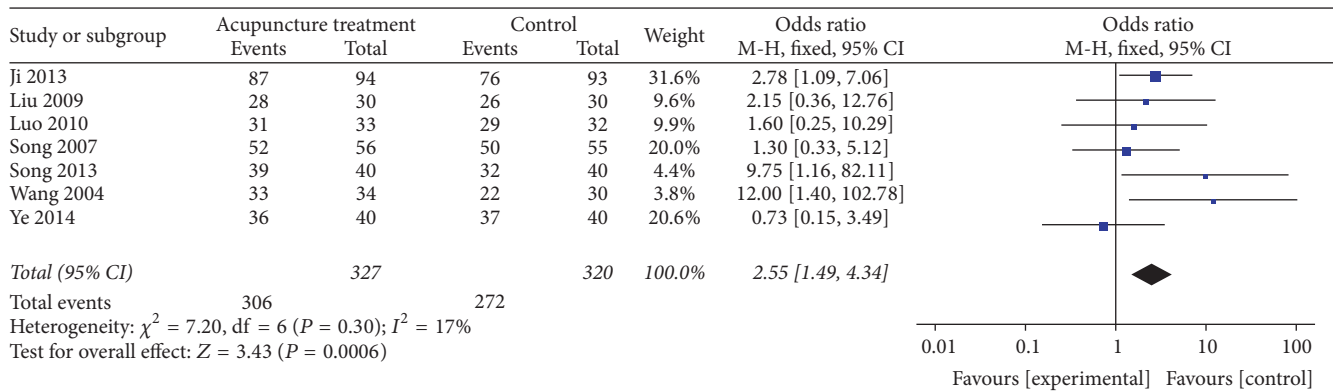 Study or subgroup Acupuncture treatment Control Weight Odds ratio Odds ratio
Events Total Events Total M-H, fixed, 95% CI M-H, fixed, 95% CI
Ji 2013 87 94 76 93 31.6% 2.78 [1.09, 7.06]
Liu 2009 28 30 26 30 9.6% 2.15 [0.36, 12.76]
Luo 2010 31 33 29 32 9.9% 1.60 [0.25, 10.29]
Song 2007 52 56 50 55 20.0% 1.30 [0.33, 5.12]
Song 2013 39 40 32 40 4.4% 9.75 [1.16, 82.11]
Wang 2004 33 34 22 30 3.8% 12.00 [1.40, 102.78]
Ye 2014 36 40 37 40 20.6% 0.73 [0.15, 3.49]
Total (95% CI) 327 320 100.0% 2.55 [1.49, 4.34]
Total events 306 272
Heterogeneity: χ² = 7.20, df = 6 (P = 0.30); I² = 17%
Test for overall effect: Z = 3.43 (P = 0.0006)
0.01 0.1 1 10 100
Favours [experimental] Favours [control]